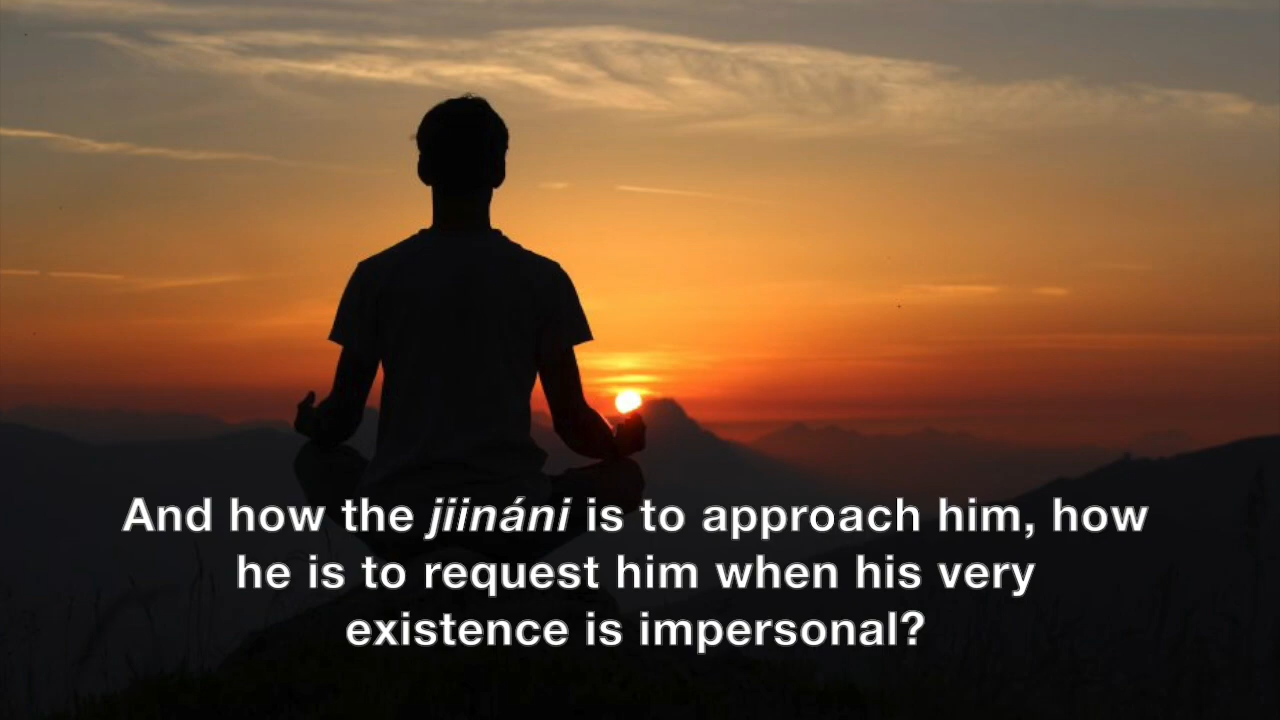 And how the jiináni is to approach him, how
he is to request him when his very
existence is impersonal?